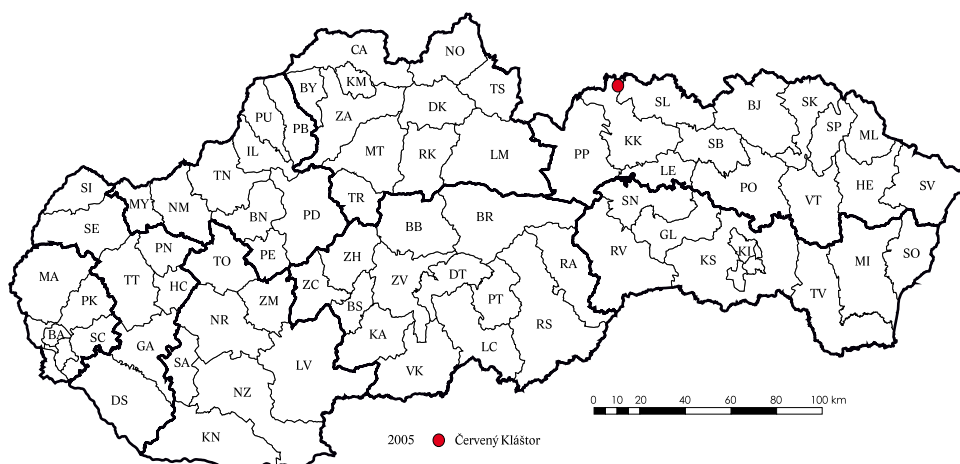 CA NO
BY KM TS
PU PB ZA DK SL BJ SK SP ML
IL MT RK LM PP KK SB
TN LE PO VT HE SV
SI MY NM BN PD TR SN
SE BB BR GL
PN TO PE ZH RV KS KI MI SO
MA TT HC ZC ZV DT RA TV
PK ZM BS PT
BA SC GA NR KA RS
SA LV LC
DS NZ VK
KN
0 10 20 40 60 80 100 km
2005 Červený Kláštor